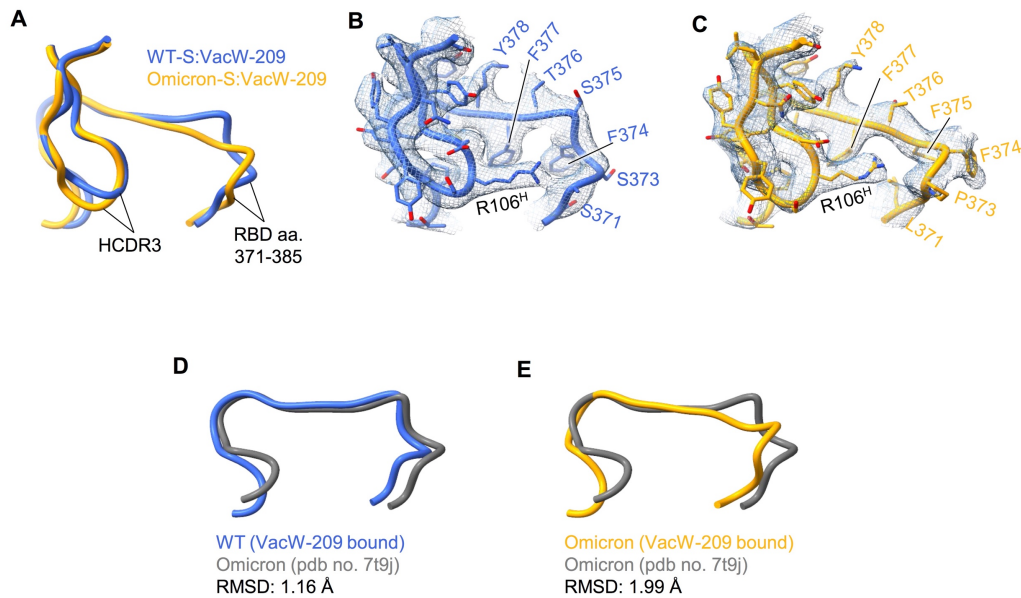 A
WT-S:VacW-209
Omicron-S:VacW-209
HCDR3
RBD aa.
371-385
B
Y378
F377
T376
S375
F374
S373
S371
R106H
C
Y378
F377
T376
F375
F374
P373
L371
R106H
D
WT (VacW-209 bound)
Omicron (pdb no. 7t9j)
RMSD: 1.16 Å
E
Omicron (VacW-209 bound)
Omicron (pdb no. 7t9j)
RMSD: 1.99 Å